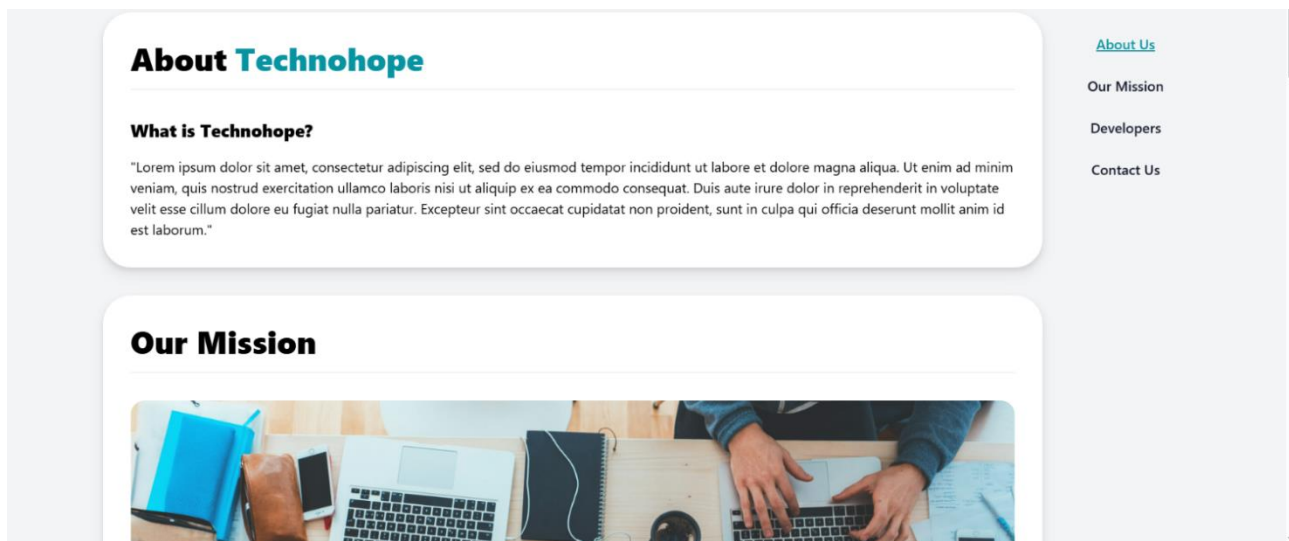 About Technohope
What is Technohope?
"Lorem ipsum dolor sit amet, consectetur adipiscing elit, sed do eiusmod tempor incididunt ut labore et dolore magna aliqua. Ut enim ad minim
veniam, quis nostrud exercitation ullamco laboris nisi ut aliquip ex ea commodo consequat. Duis aute irure dolor in reprehenderit in voluptate
velit esse cillum dolore eu fugiat nulla pariatur. Excepteur sint occaecat cupidatat non proident, sunt in culpa qui officia deserunt mollit anim id
est laborum."
Our Mission
About Us
Our Mission
Developers
Contact Us